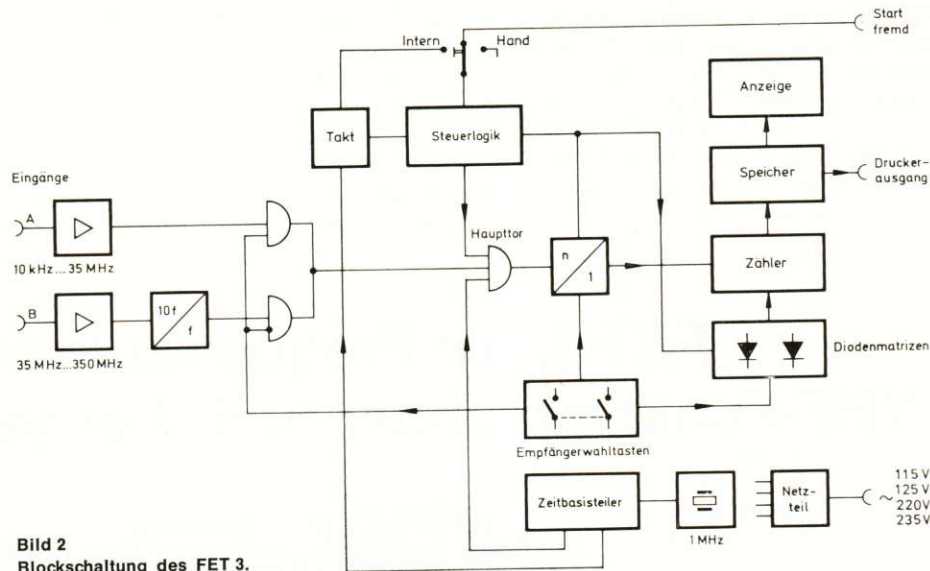 Start
fremd
Intern
Hand
Anzeige
Takt
Steuerlogik
Speicher
Drucker-
ausgang
Eingänge
A
10 kHz...35 MHz
Haupttor
n
1
Zähler
B
10 f
f
35 MHz...350 MHz
Diodenmatrizen
Empfängerwahltasten
Zeitbasisteiler
1 MHz
Netz-
teil
~
115 V
125 V
220 V
235 V
Bild 2
Blockschaltung des FET 3.